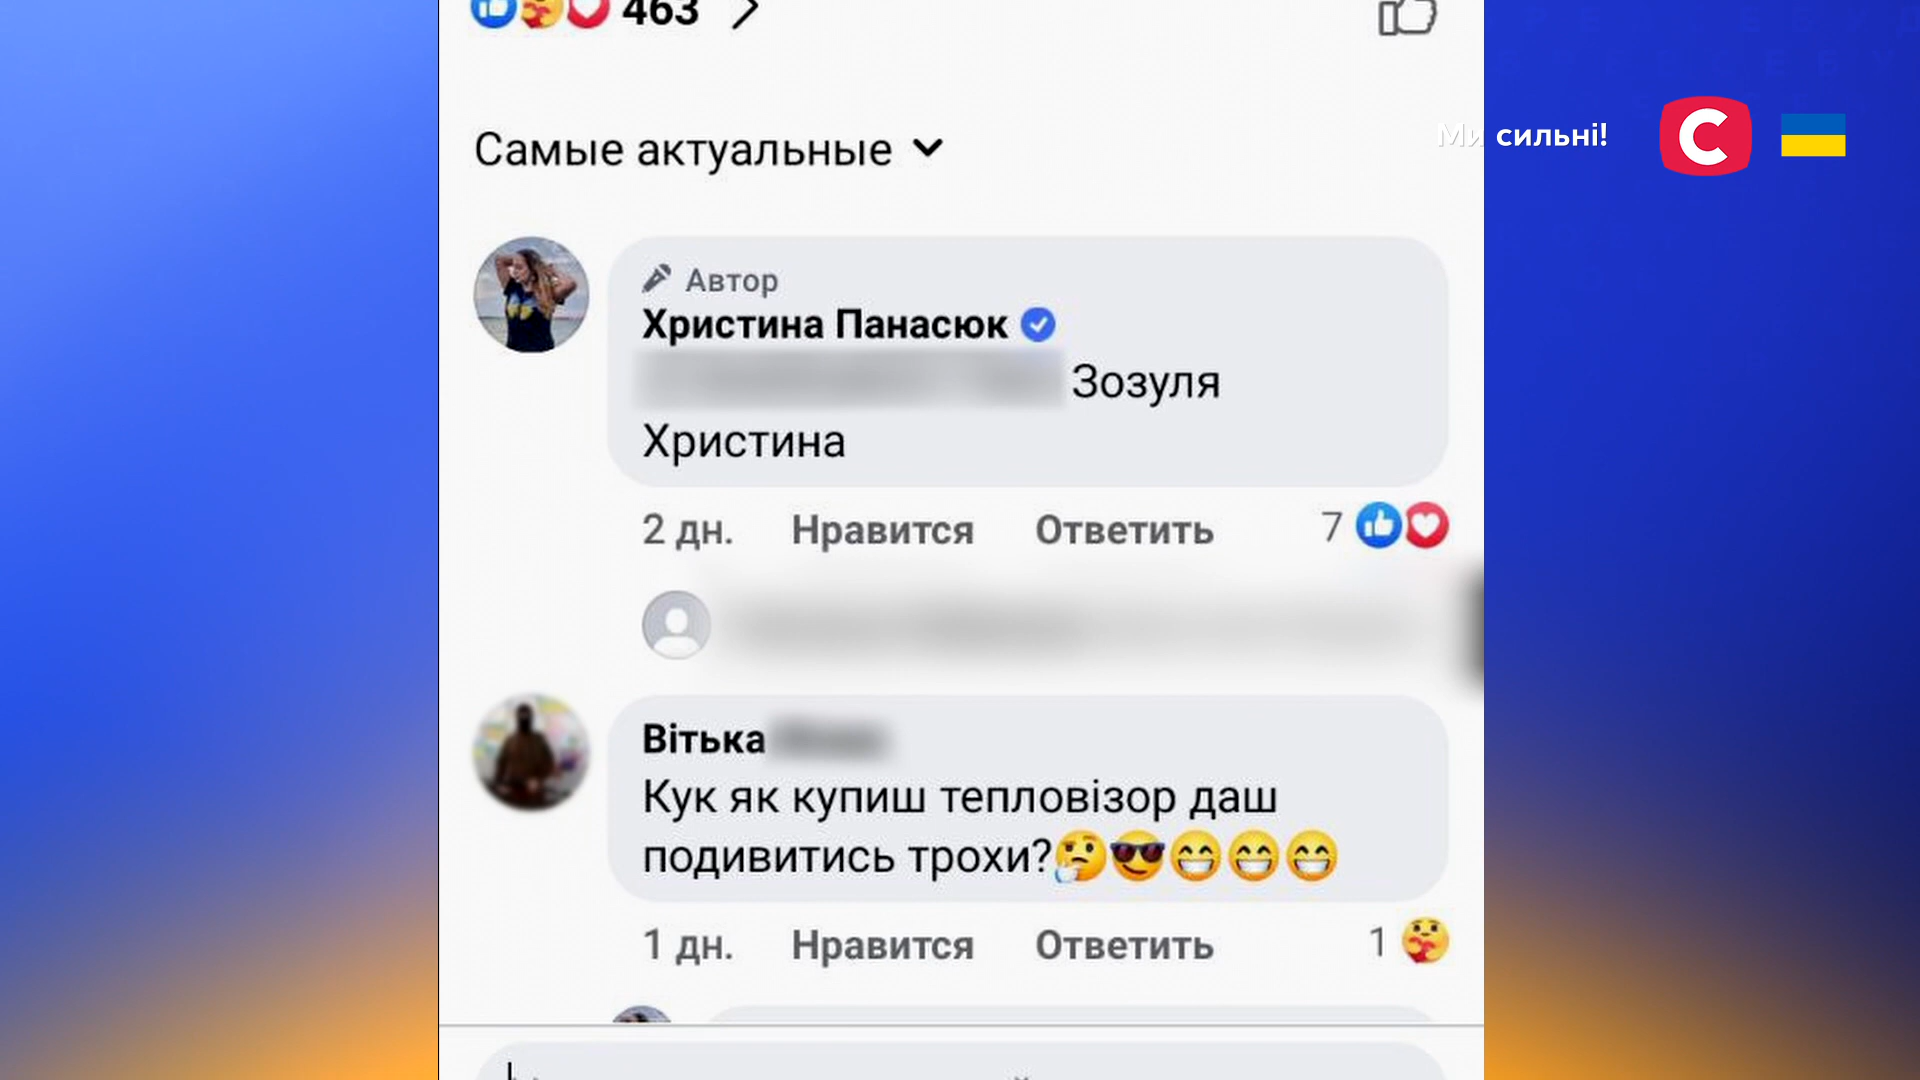 463
Самые актуальные
Ми сильні!
С
Автор
Христина Панасюк
Зозуля
Христина
2 дн. Нравится Ответить 7
Вітька
Кук як купиш тепловізор даш
подивитись трохи?🤔😎😁😁😁
1 дн. Нравится Ответить 1